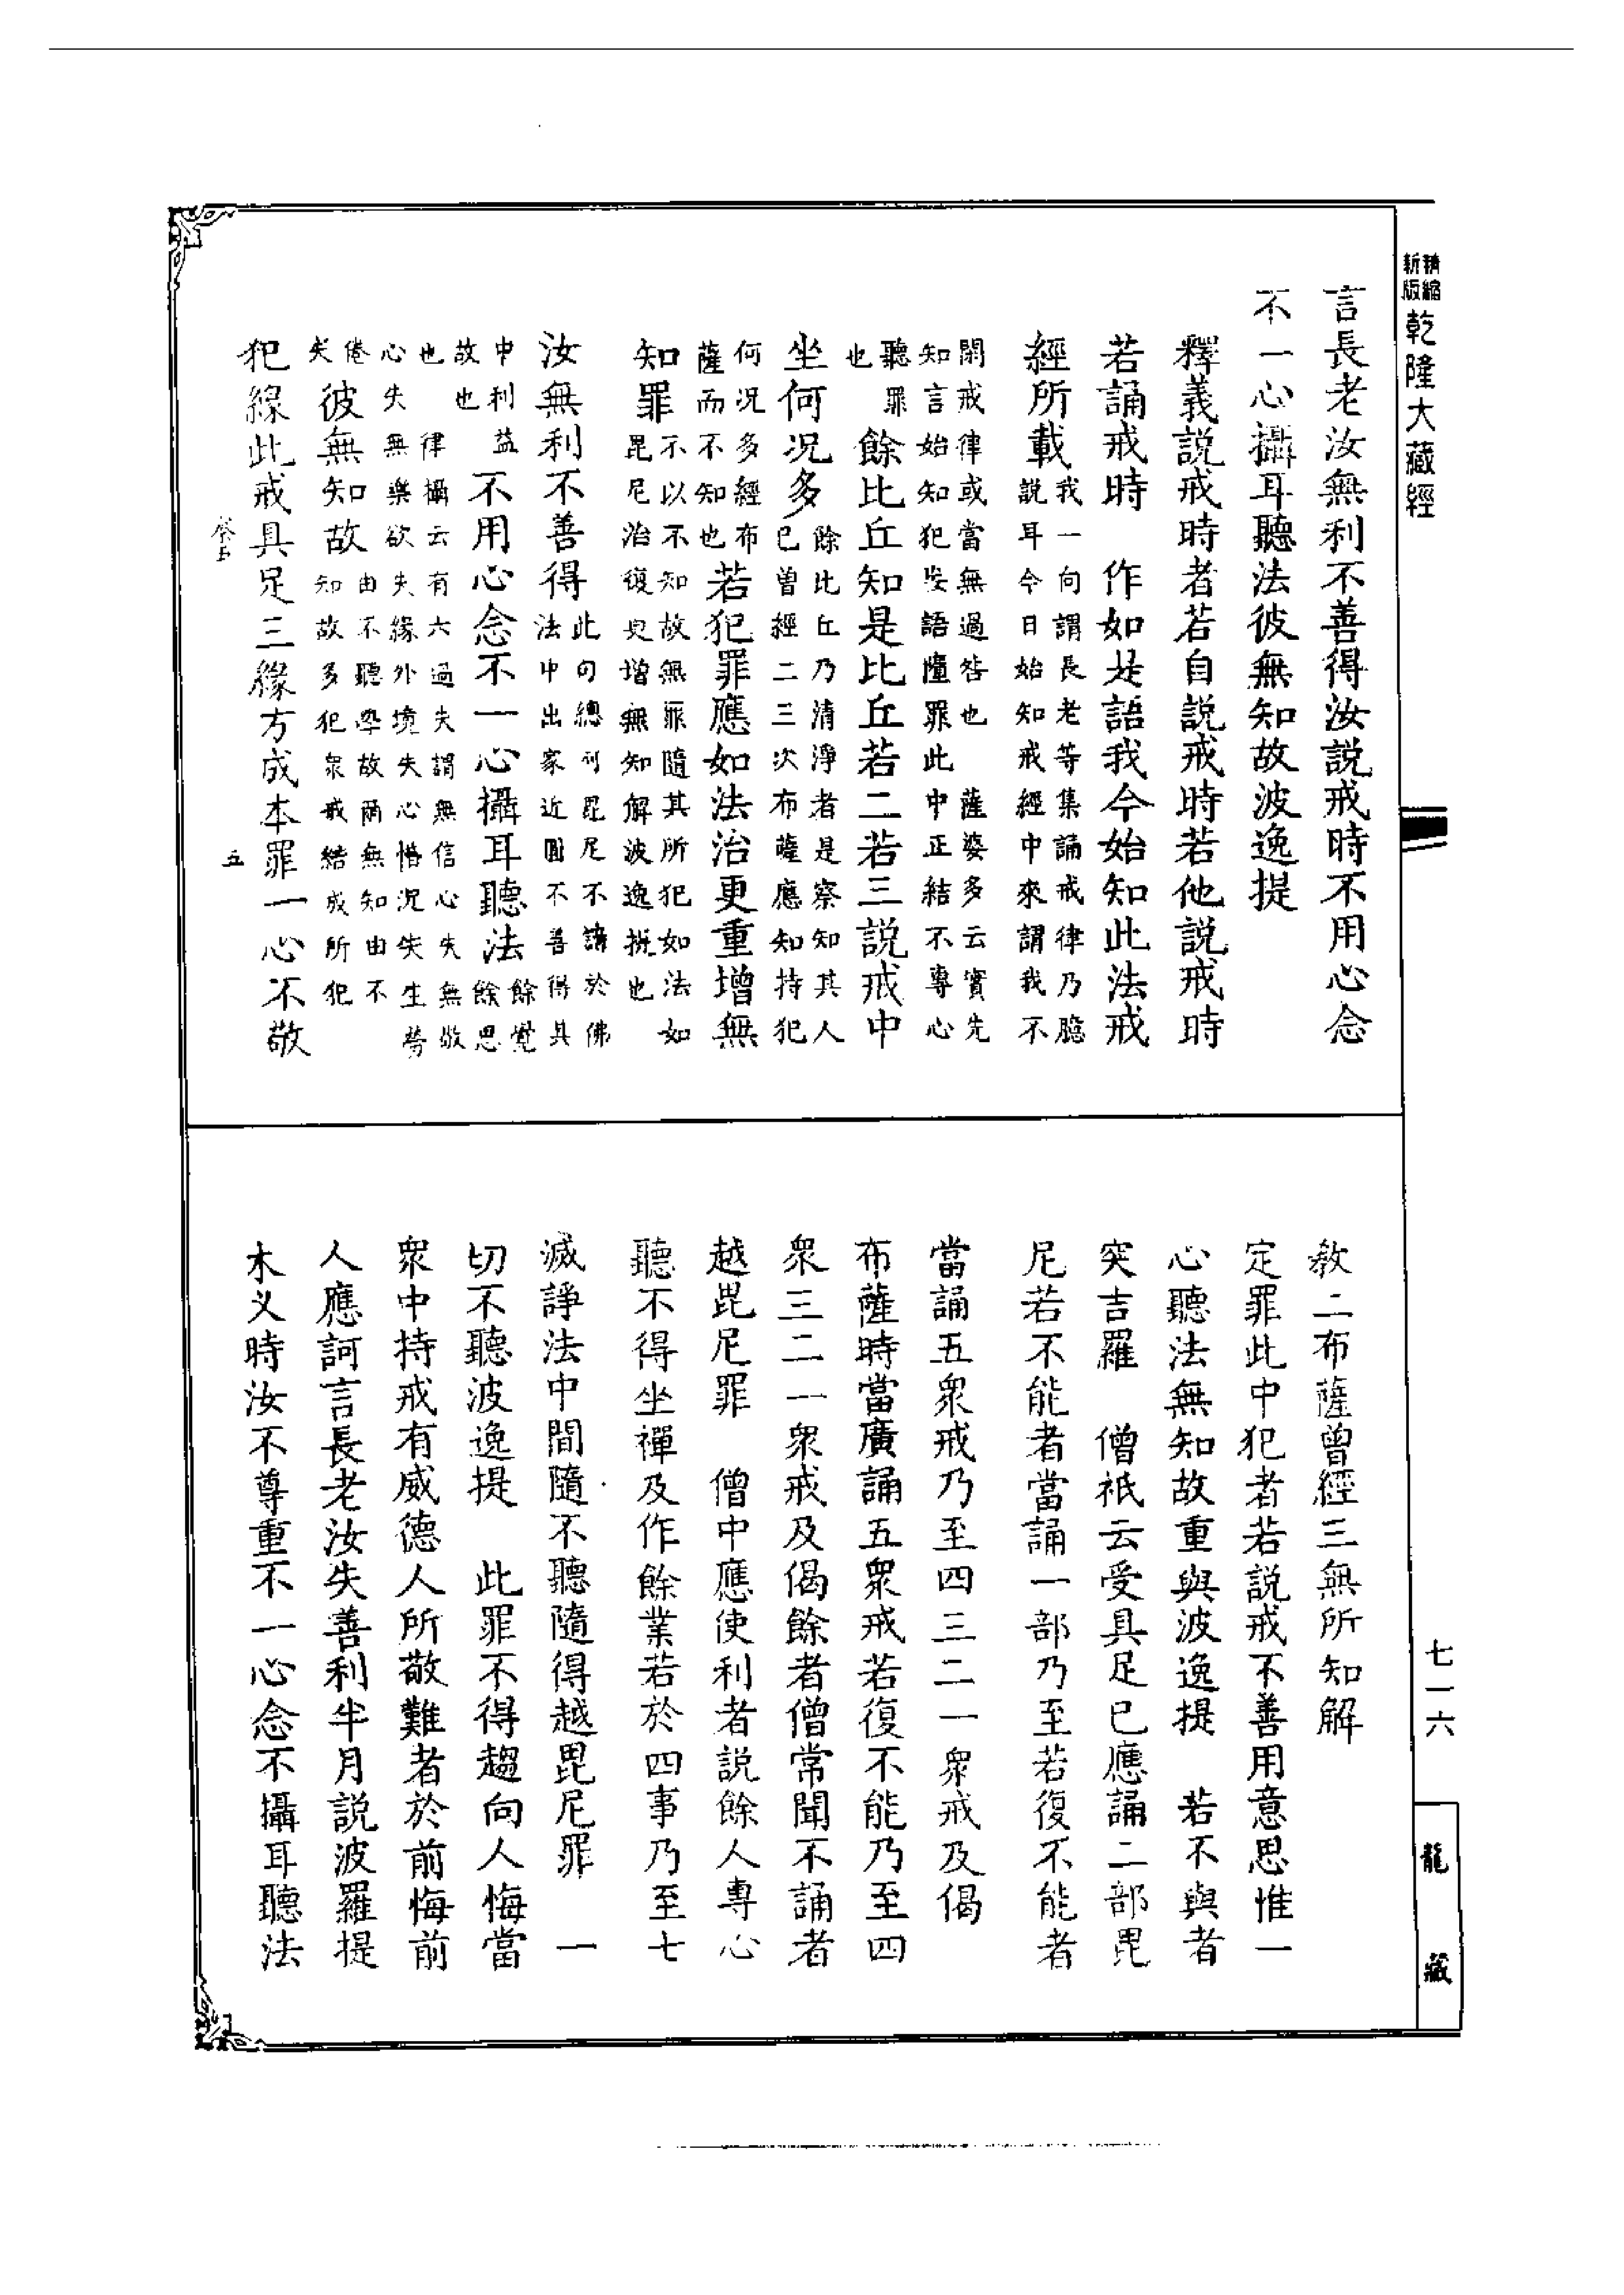 精縮新版乾隆大藏經
七一六
龍藏
言長老汝無利不善得汝說戒時不用心念
不一心攝耳聽法彼無知故波逸提
釋義說戒時者若自說戒時若他說戒時
若誦戒時 作如是語我今始知此法戒
經所載我一向謂長老等集誦戒律乃臆說耳今日始知戒經中來謂我不
閑戒律或當無過咎也 薩婆多云實先知言始知犯妄語墮罪此中正結不專心
聽罪也餘比丘知是比丘若二若三說戒中
坐何況多餘比丘乃清淨者是察知其人已曾經二三次布薩應知持犯
何況多經布薩而不知也若犯罪應如法治更重增無
知罪不以不知故無罪隨其所犯如法如毘尼治復更增無知解波逸提也
汝無利不善得此句總訶毘尼不諳於佛法中出家近圓不善得其
中利益故也不用心念不一心攝耳聽法餘覺餘思
也 律攝云有六過失謂無信心失無敬心失無樂欲失緣外境失心惛沉失生勞
倦失彼無知故由不聽學故爾無知由不知故多犯眾戒結成所犯
犯緣此戒具足三緣方成本罪一心不敬
五
教二布薩曾經三無所知解
定罪此中犯者若說戒不善用意思惟一
心聽法無知故重與波逸提 若不與者
突吉羅 僧祇云受具足已應誦二部毘
尼若不能者當誦一部乃至若復不能者
當誦五眾戒乃至四三二一眾戒及偈
布薩時當廣誦五眾戒若復不能乃至四
眾三二一眾戒及偈餘者僧常聞不誦者
越毘尼罪 僧中應使利者說餘人專心
聽不得坐禪及作餘業若於四事乃至七
滅諍法中間隨不聽隨得越毘尼罪 一
切不聽波逸提 此罪不得趨向人悔當
眾中持戒有威德人所敬難者於前悔前
人應訶言長老汝失善利半月說波羅提
木义時汝不尊重不一心念不攝耳聽法